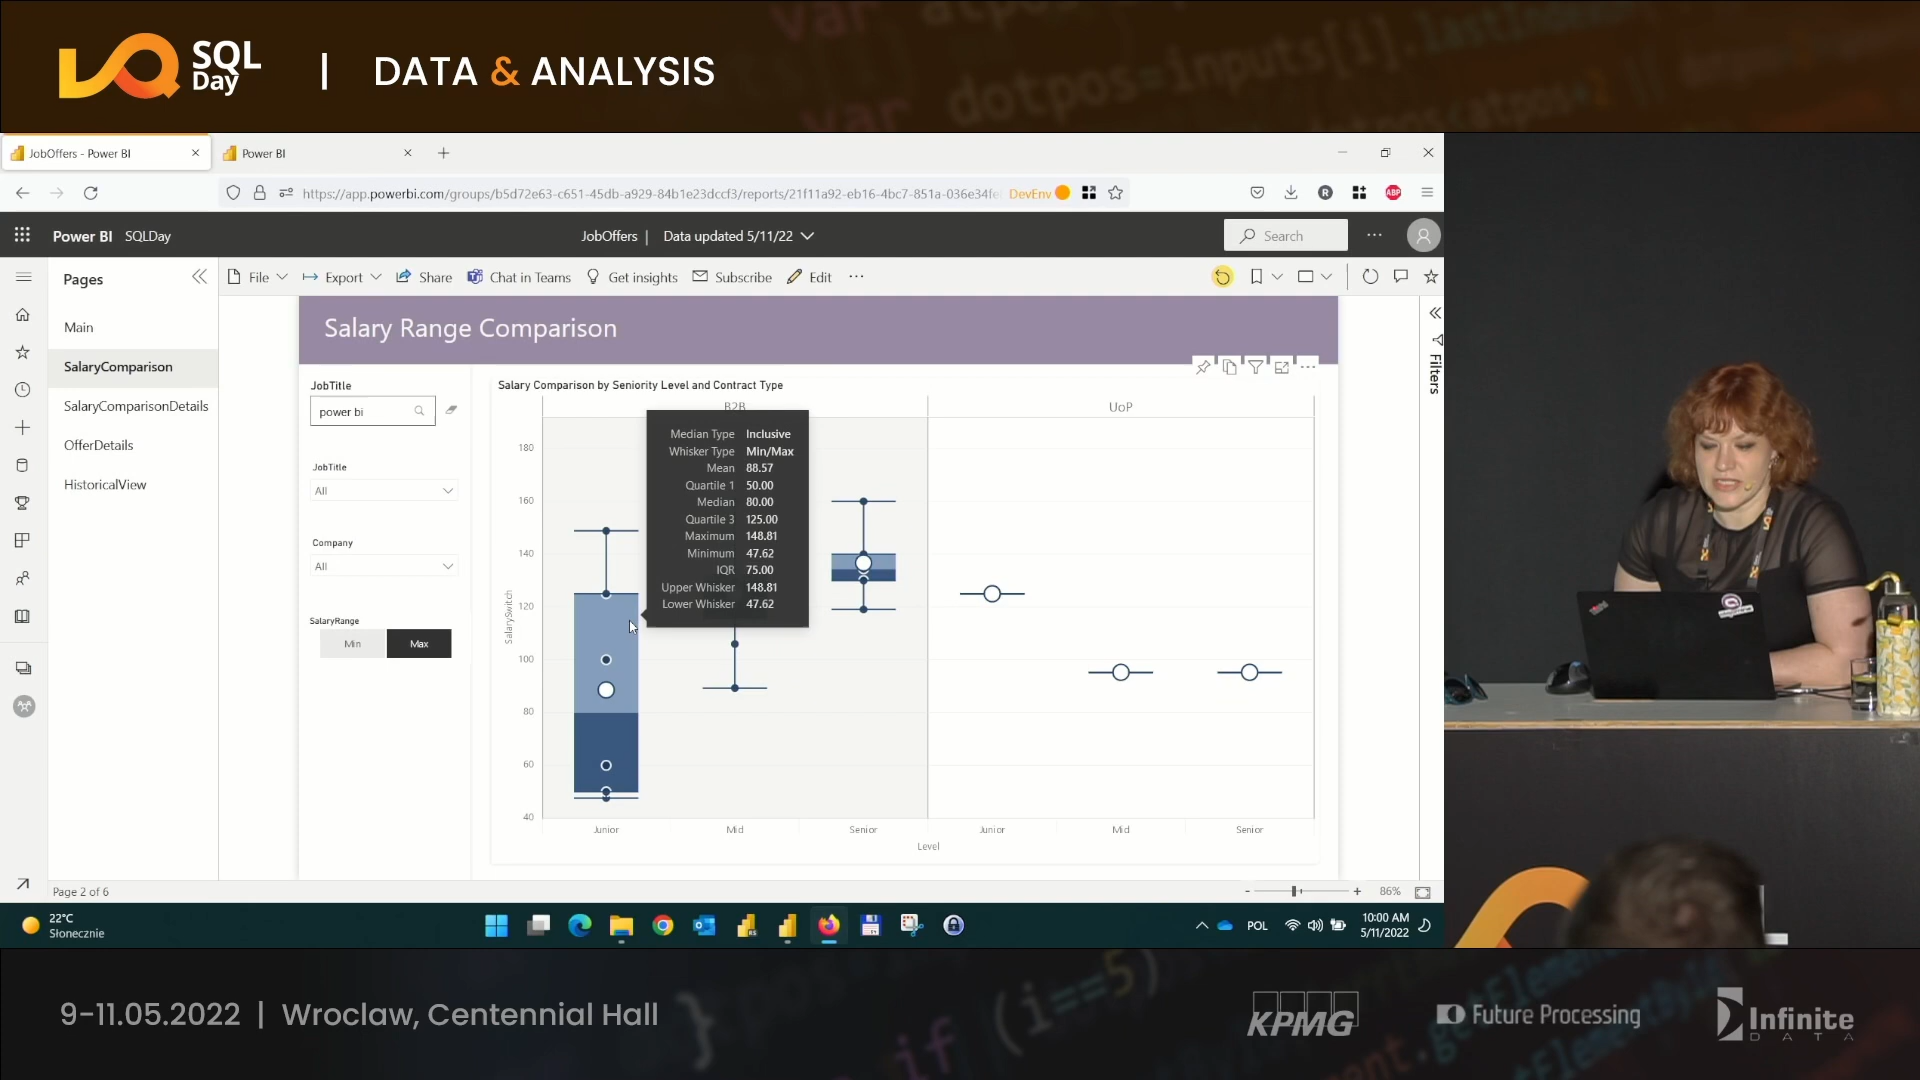 SQL
Day
| DATA & ANALYSIS
JobOffers - Power BI
Power BI
https://app.powerbi.com/groups/b5d72e63-c651-45db-a929-84b1e23dccf3/reports/21f11a92-eb16-4bc7-851a-036e34fe
DevEnv
R
ABP
Power BI SQLDay
JobOffers | Data updated 5/11/22
Search
Pages
File
Export
Share
Chat in Teams
Get insights
Subscribe
Edit
Main
SalaryComparison
SalaryComparisonDetails
OfferDetails
HistoricalView
Salary Range Comparison
Filters
JobTitle
power bi
JobTitle
All
Company
All
SalaryRange
Min
Max
Salary Comparison by Seniority Level and Contract Type
B2B
UoP
Median Type Inclusive
Whisker Type Min/Max
Mean 88.57
Quartile 1 50.00
Median 80.00
Quartile 3 125.00
Maximum 148.81
Minimum 47.62
IQR 75.00
Upper Whisker 148.81
Lower Whisker 47.62
SalarySwitch
180
160
140
120
100
80
60
40
Junior Mid Senior Junior Mid Senior
Level
Page 2 of 6
- + 86%
22°C
Słonecznie
POL
10:00 AM
5/11/2022
9-11.05.2022 | Wroclaw, Centennial Hall
KPMG
Future Processing
Infinite
DATA